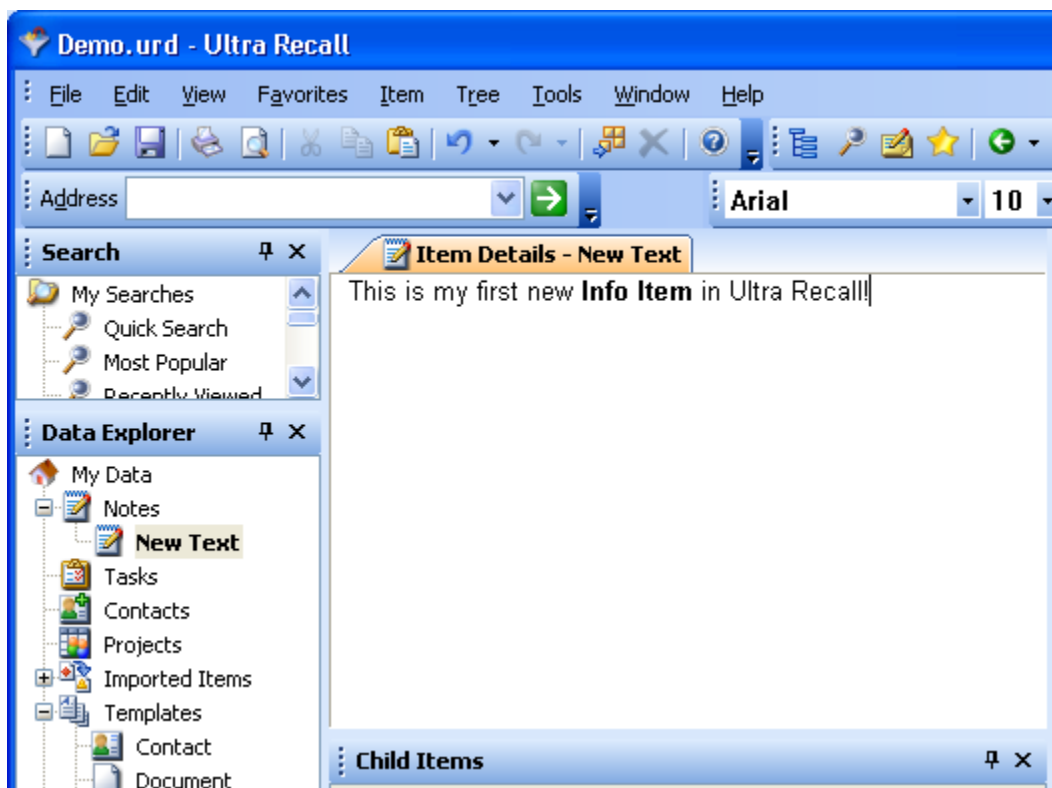 Demo.urd - Ultra Recall
File Edit View Favorites Item Tree Tools Window Help
Address
Arial 10
Search
My Searches
Quick Search
Most Popular
Recently Viewed
Data Explorer
My Data
Notes
New Text
Tasks
Contacts
Projects
Imported Items
Templates
Contact
Document
Item Details - New Text
This is my first new Info Item in Ultra Recall!
Child Items